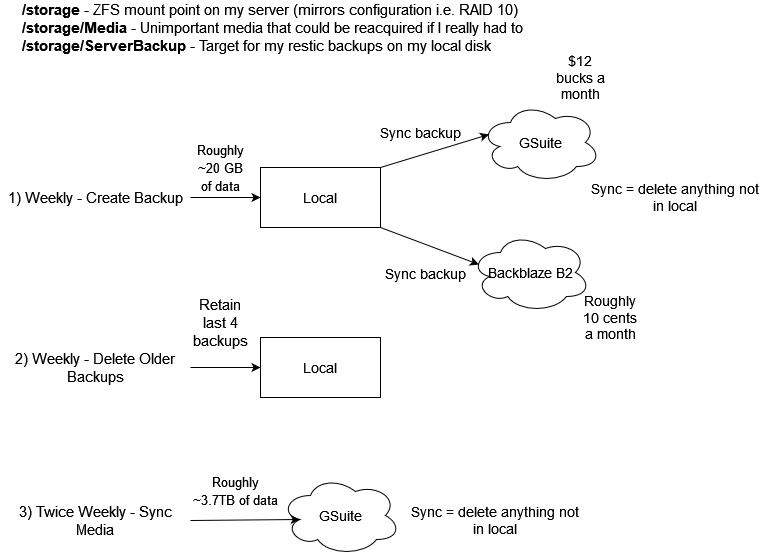 /storage - ZFS mount point on my server (mirrors configuration i.e. RAID 10)
/storage/Media - Unimportant media that could be reacquired if I really had to
/storage/ServerBackup - Target for my restic backups on my local disk
$12
bucks a
month
Sync backup
GSuite
Roughly
~20 GB
of data
1) Weekly - Create Backup
Local
Sync = delete anything not
in local
Sync backup
Backblaze B2
Roughly
10 cents
a month
Retain
last 4
backups
2) Weekly - Delete Older
Backups
Local
Roughly
~3.7TB of data
3) Twice Weekly - Sync
Media
GSuite
Sync = delete anything not
in local